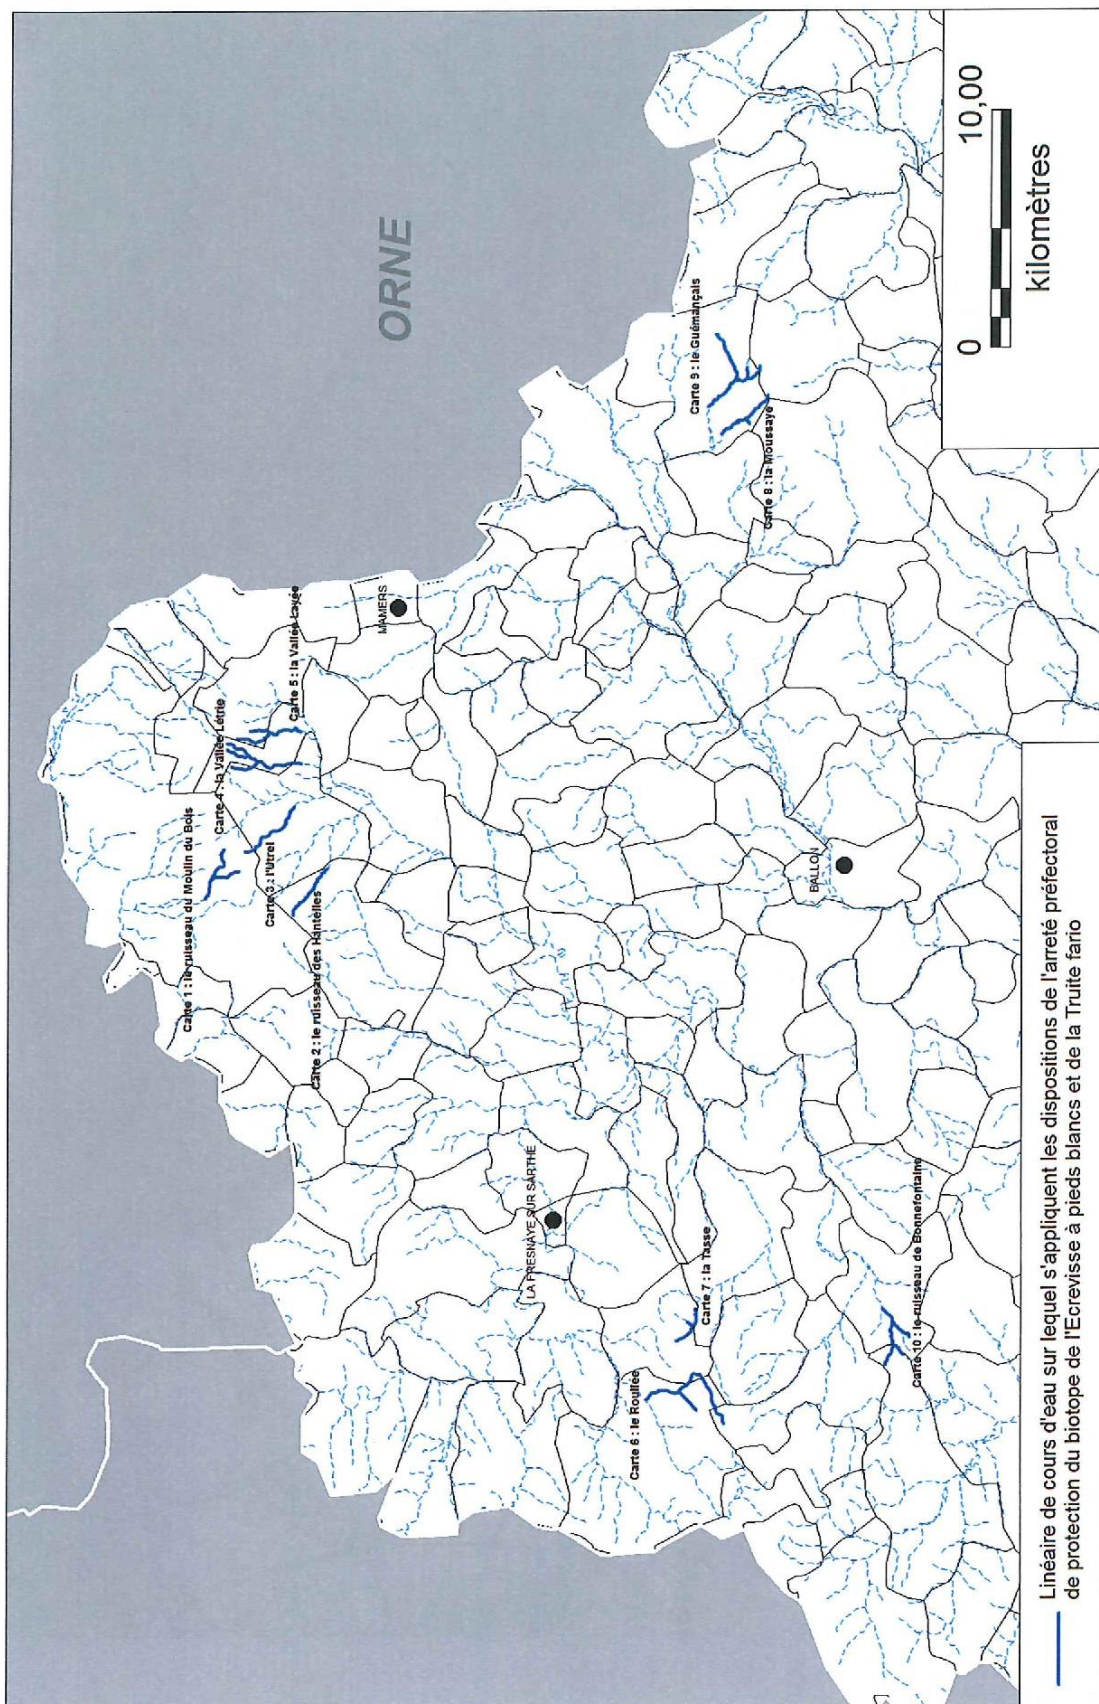 ORNE
Carte 1 : le ruisseau du Moulin du Bois
Carte 4 : la Vallée Létrie
Carte 3 : l'Utrel
Carte 5 : la Vallée Layée
Carte 2 : le ruisseau des Hantelles
MAMERS
LA FRESNAYE SUR SARTHE
Carte 6 : le Roullée
Carte 7 : la Tasse
Carte 9 : le Guémançais
Carte 8 : la Moussaye
BALLON
Carte 10 : le ruisseau de Bonnefontaine
0 10,00
kilomètres
Linéaire de cours d'eau sur lequel s'appliquent les dispositions de l'arreté préfectoral
de protection du biotope de l'Ecrevisse à pieds blancs et de la Truite fario